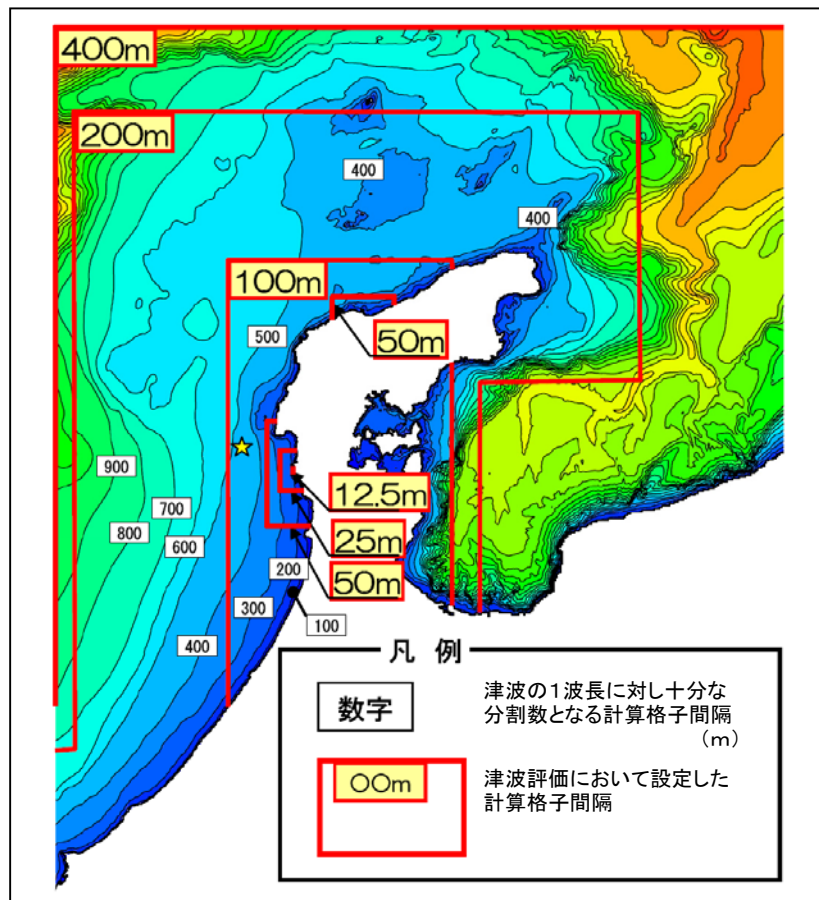 400m
200m
400
400
100m
500
50m
900
12.5m
700
800
25m
600
200
50m
300
100
400
凡 例
数字
津波の1波長に対し十分な
分割数となる計算格子間隔
(m)
〇〇m
津波評価において設定した
計算格子間隔